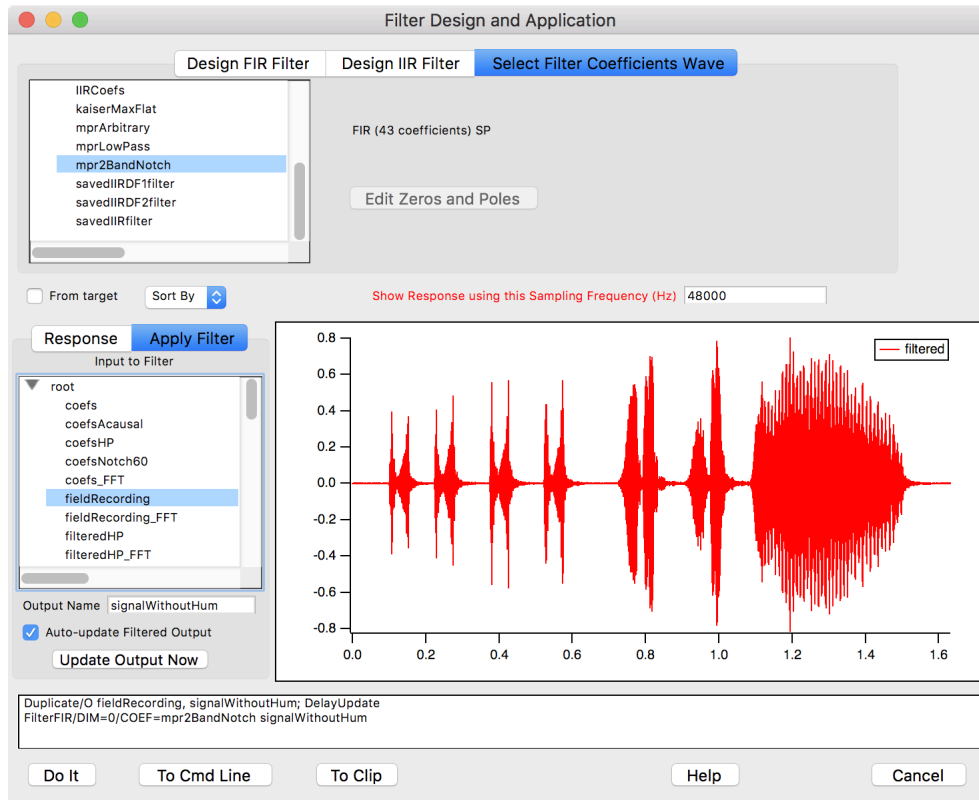 Filter Design and Application
Design FIR Filter Design IIR Filter Select Filter Coefficients Wave
IIRCoefs
kaiserMaxFlat
mprArbitrary
mprLowPass
mpr2BandNotch
savedIIRDF1filter
savedIIRDF2filter
savedIIRfilter
FIR (43 coefficients) SP
Edit Zeros and Poles
From target Sort By
Show Response using this Sampling Frequency (Hz) 48000
Response Apply Filter
Input to Filter
root
coefs
coefsAcausal
coefsHP
coefsNotch60
coefs_FFT
fieldRecording
fieldRecording_FFT
filteredHP
filteredHP_FFT
Output Name signalWithoutHum
Auto-update Filtered Output
Update Output Now
0.8
0.6
0.4
0.2
0.0
-0.2
-0.4
-0.6
-0.8
0.0 0.2 0.4 0.6 0.8 1.0 1.2 1.4 1.6
filtered
Duplicate/O fieldRecording, signalWithoutHum; DelayUpdate
FilterFIR/DIM=0/COEF=mpr2BandNotch signalWithoutHum
Do It To Cmd Line To Clip Help Cancel